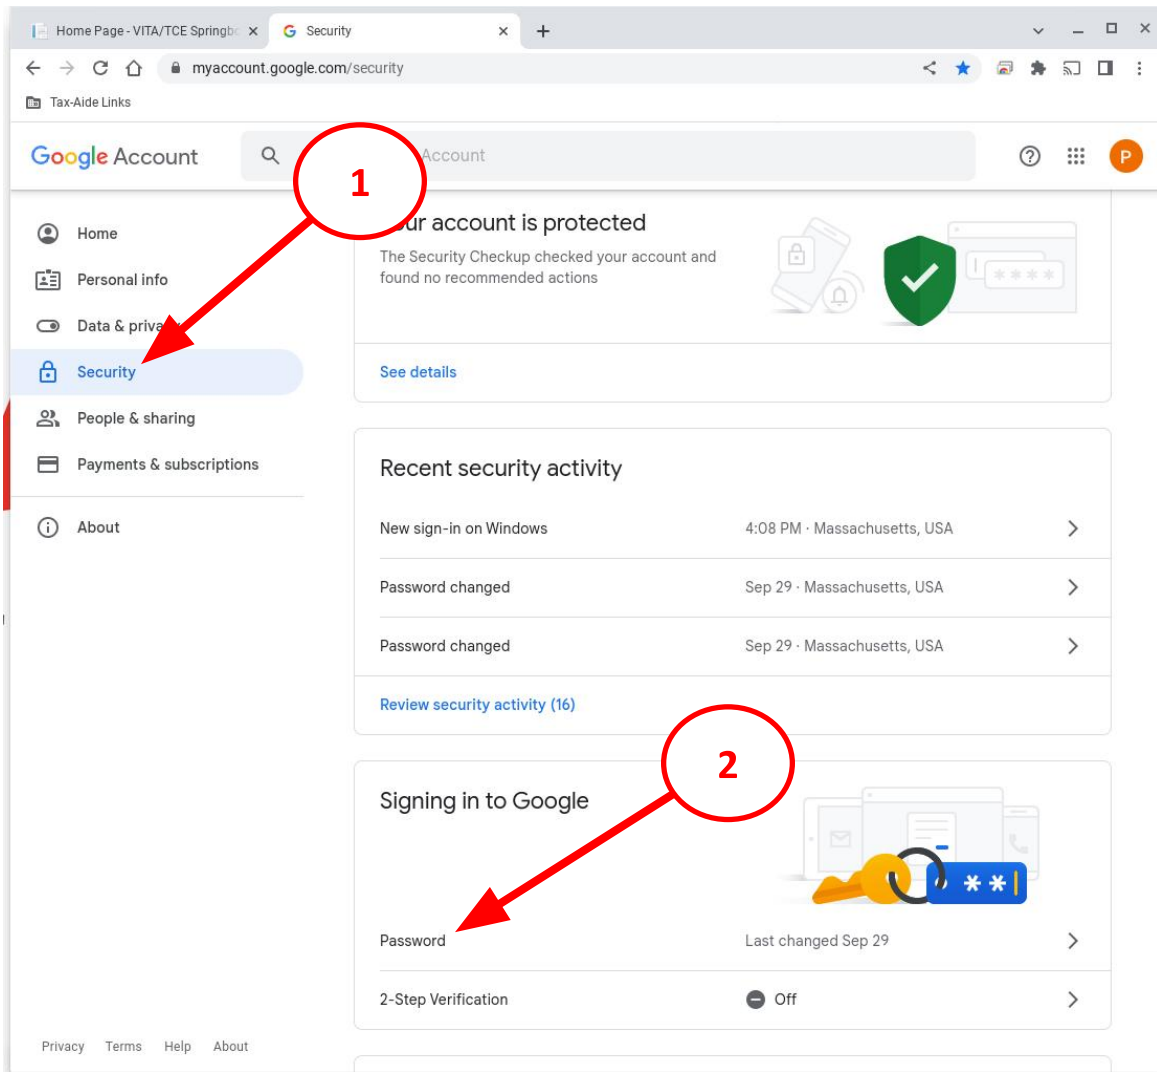 Home Page - VITA/TCE Springb
Security
myaccount.google.com/security
Tax-Aide Links
Google Account
Account
P
1
Home
Personal info
Data & priva
Security
People & sharing
Payments & subscriptions
About
ur account is protected
The Security Checkup checked your account and
found no recommended actions
* * * *
See details
Recent security activity
New sign-in on Windows
4:08 PM · Massachusetts, USA
Password changed
Sep 29 · Massachusetts, USA
Password changed
Sep 29 · Massachusetts, USA
Review security activity (16)
2
Signing in to Google
* *
Password
Last changed Sep 29
2-Step Verification
Off
Privacy Terms Help About